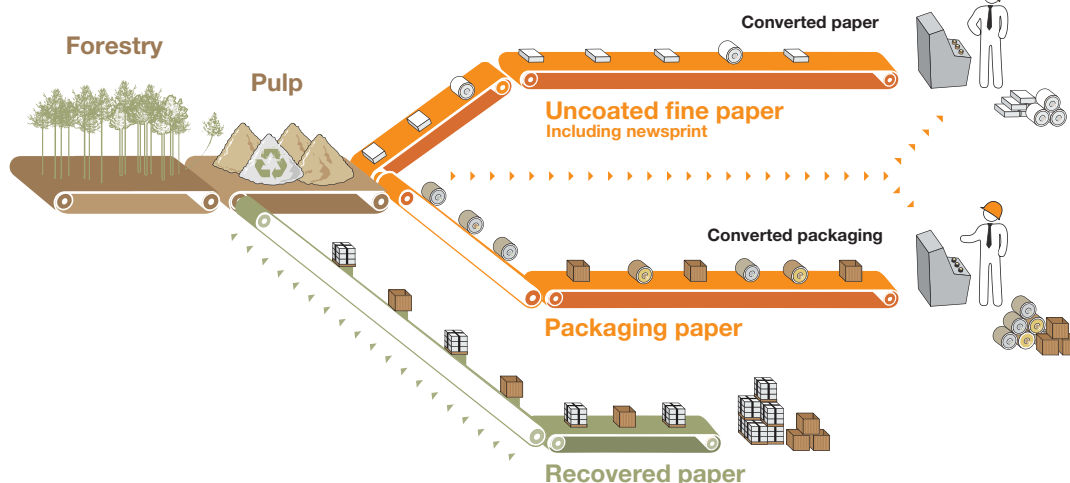 Converted paper
Forestry
Pulp
Uncoated fine paper
Including newsprint
Converted packaging
Packaging paper
Recovered paper